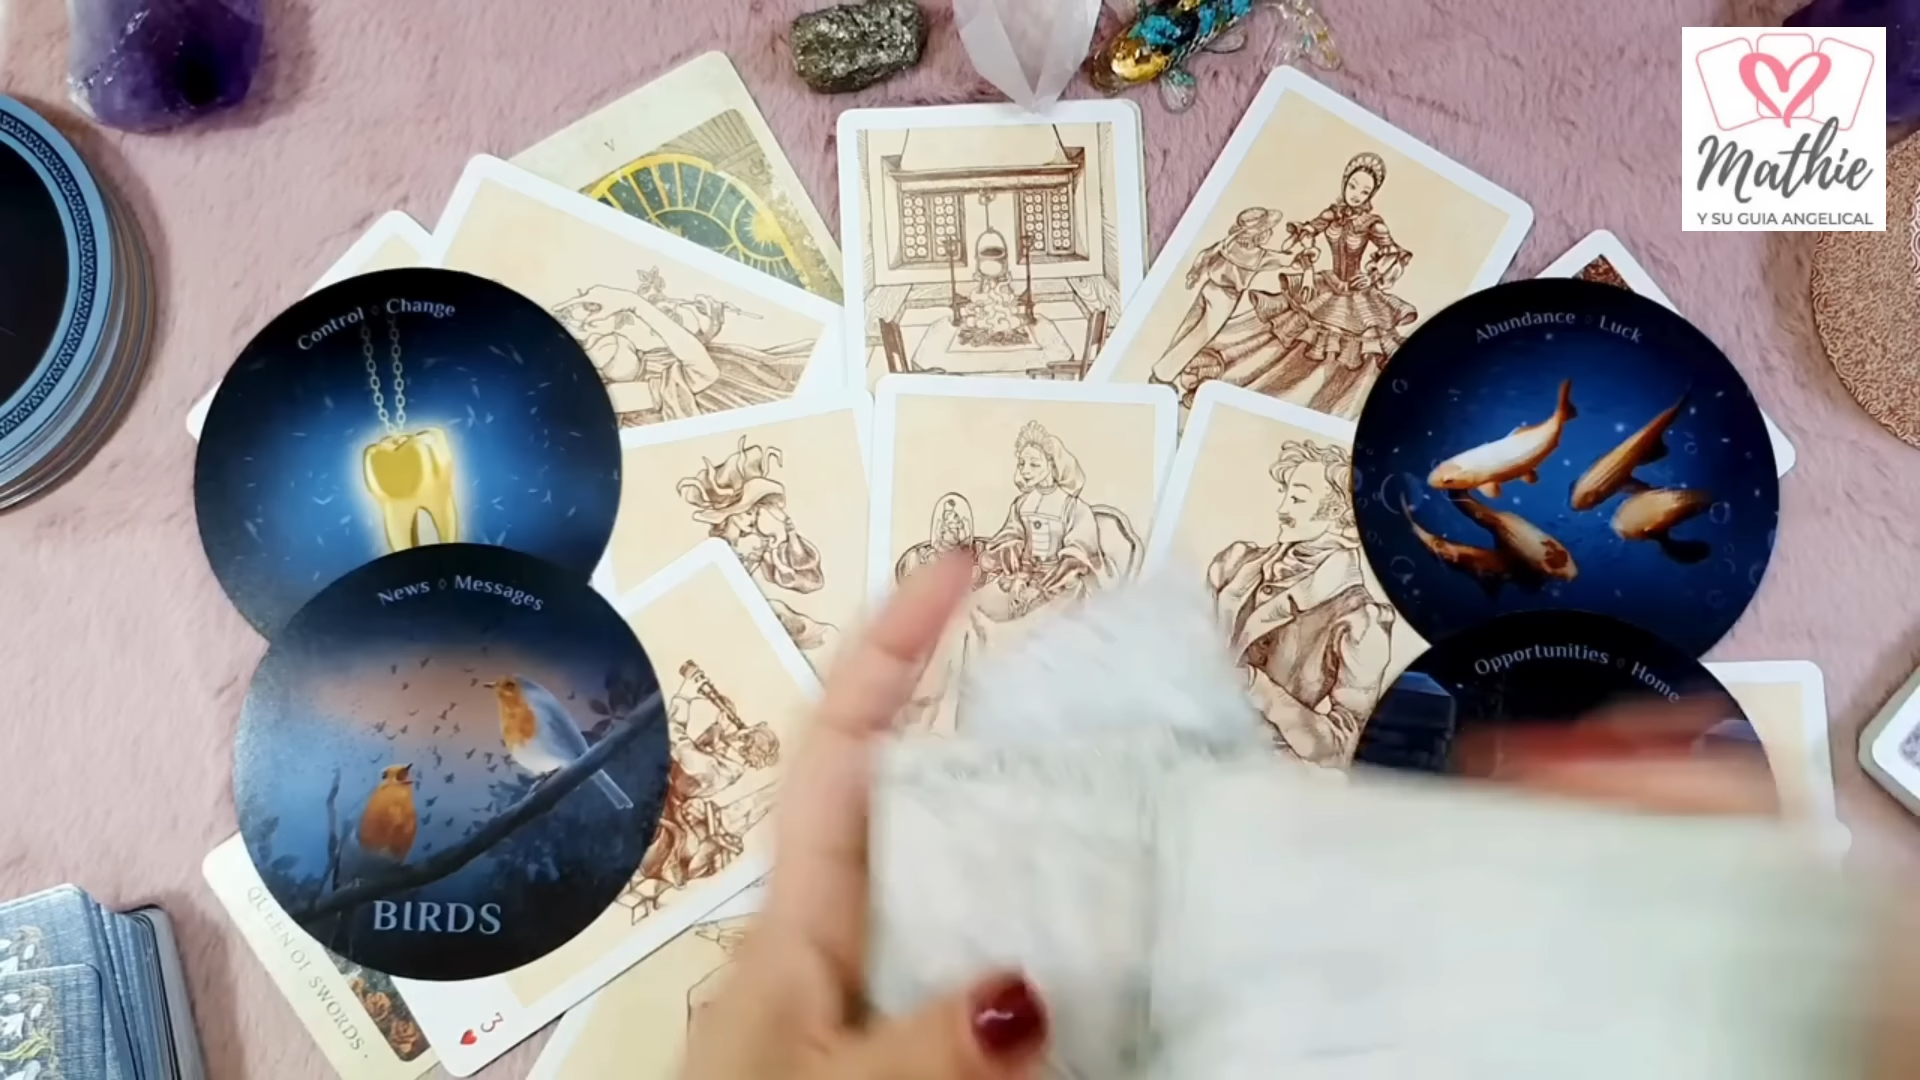 Mathie
Y SU GUIA ANGELICAL
V
Control ◊ Change
Abundance ◊ Luck
News ◊ Messages
Opportunities ◊ Home
BIRDS
QUEEN OF SWORDS
3